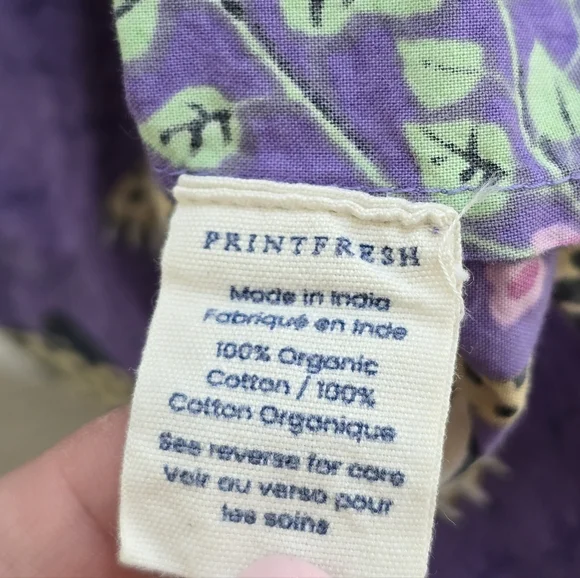 PRINTFRESH
Made in India
Fabriqué en Inde
100% Organic
Cotton / 100%
Cotton Organique
See reverse for care
Voir au verso pour
les soins